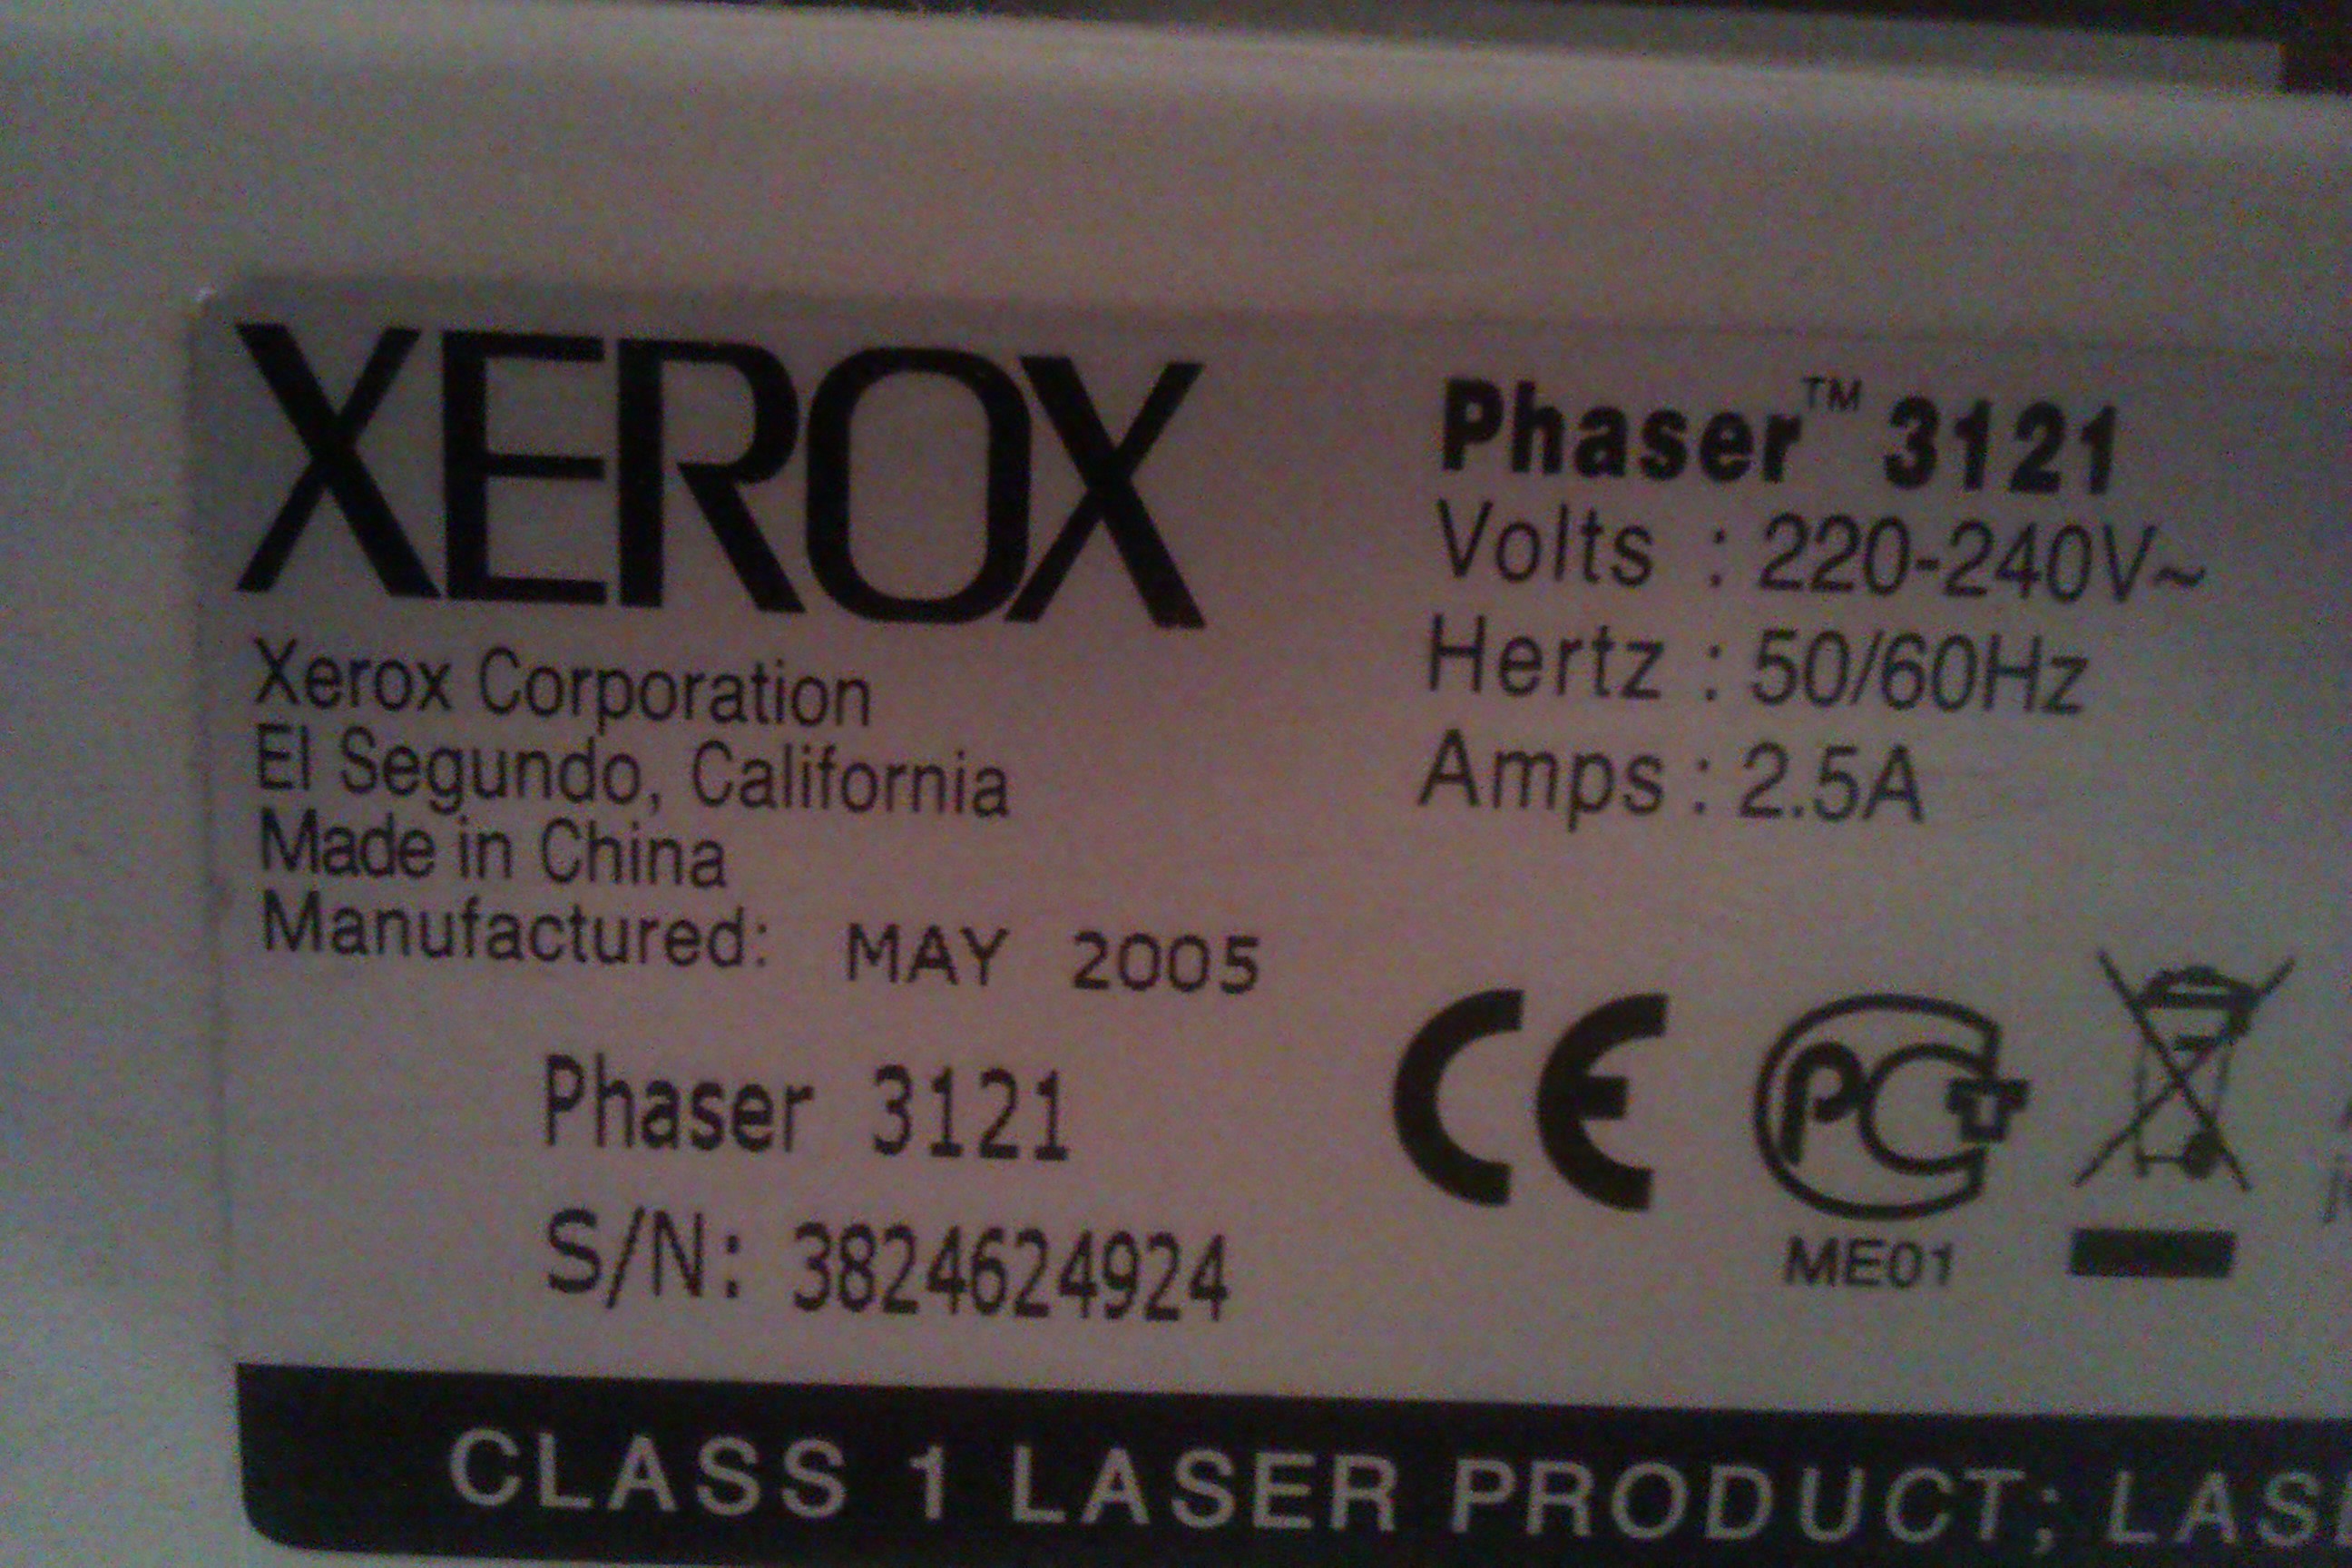 XEROX
Xerox Corporation
El Segundo, California
Made in China
Manufactured: MAY 2005
Phaser 3121
S/N: 3824624924
Phaser™ 3121
Volts : 220-240V~
Hertz : 50/60Hz
Amps : 2.5A
CE
PCT
ME01
CLASS 1 LASER PRODUCT;